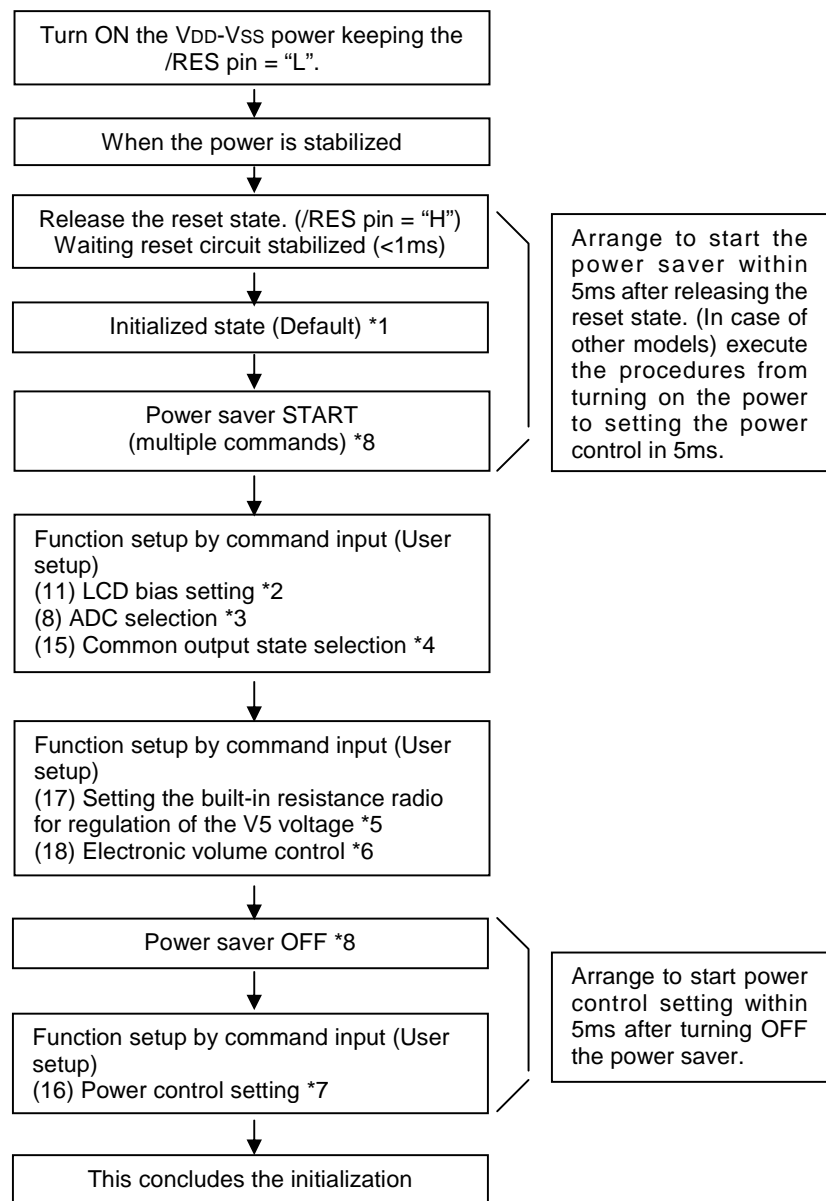 Turn ON the VDD-VSS power keeping the
/RES pin = “L”.
When the power is stabilized
Release the reset state. (/RES pin = “H”)
Waiting reset circuit stabilized (<1ms)
Initialized state (Default) *1
Power saver START
(multiple commands) *8
Arrange to start the
power saver within
5ms after releasing the
reset state. (In case of
other models) execute
the procedures from
turning on the power
to setting the power
control in 5ms.
Function setup by command input (User
setup)
(11) LCD bias setting *2
(8) ADC selection *3
(15) Common output state selection *4
Function setup by command input (User
setup)
(17) Setting the built-in resistance radio
for regulation of the V5 voltage *5
(18) Electronic volume control *6
Power saver OFF *8
Function setup by command input (User
setup)
(16) Power control setting *7
Arrange to start power
control setting within
5ms after turning OFF
the power saver.
This concludes the initialization